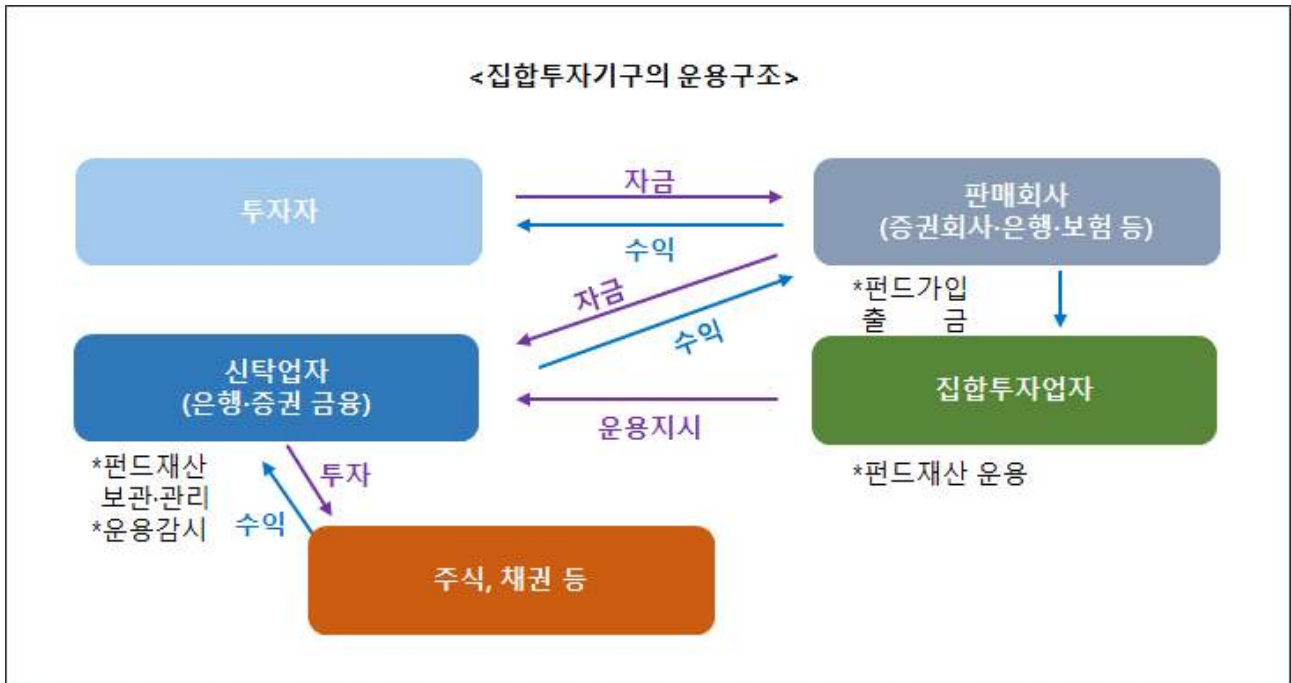 <집합투자기구의 운용구조>
투자자
자금
수익
판매회사
(증권회사·은행·보험 등)
자금
수익
*펀드가입
출 금
신탁업자
(은행·증권 금융)
운용지시
집합투자업자
*펀드재산
보관·관리
*운용감시
투자
수익
*펀드재산 운용
주식, 채권 등